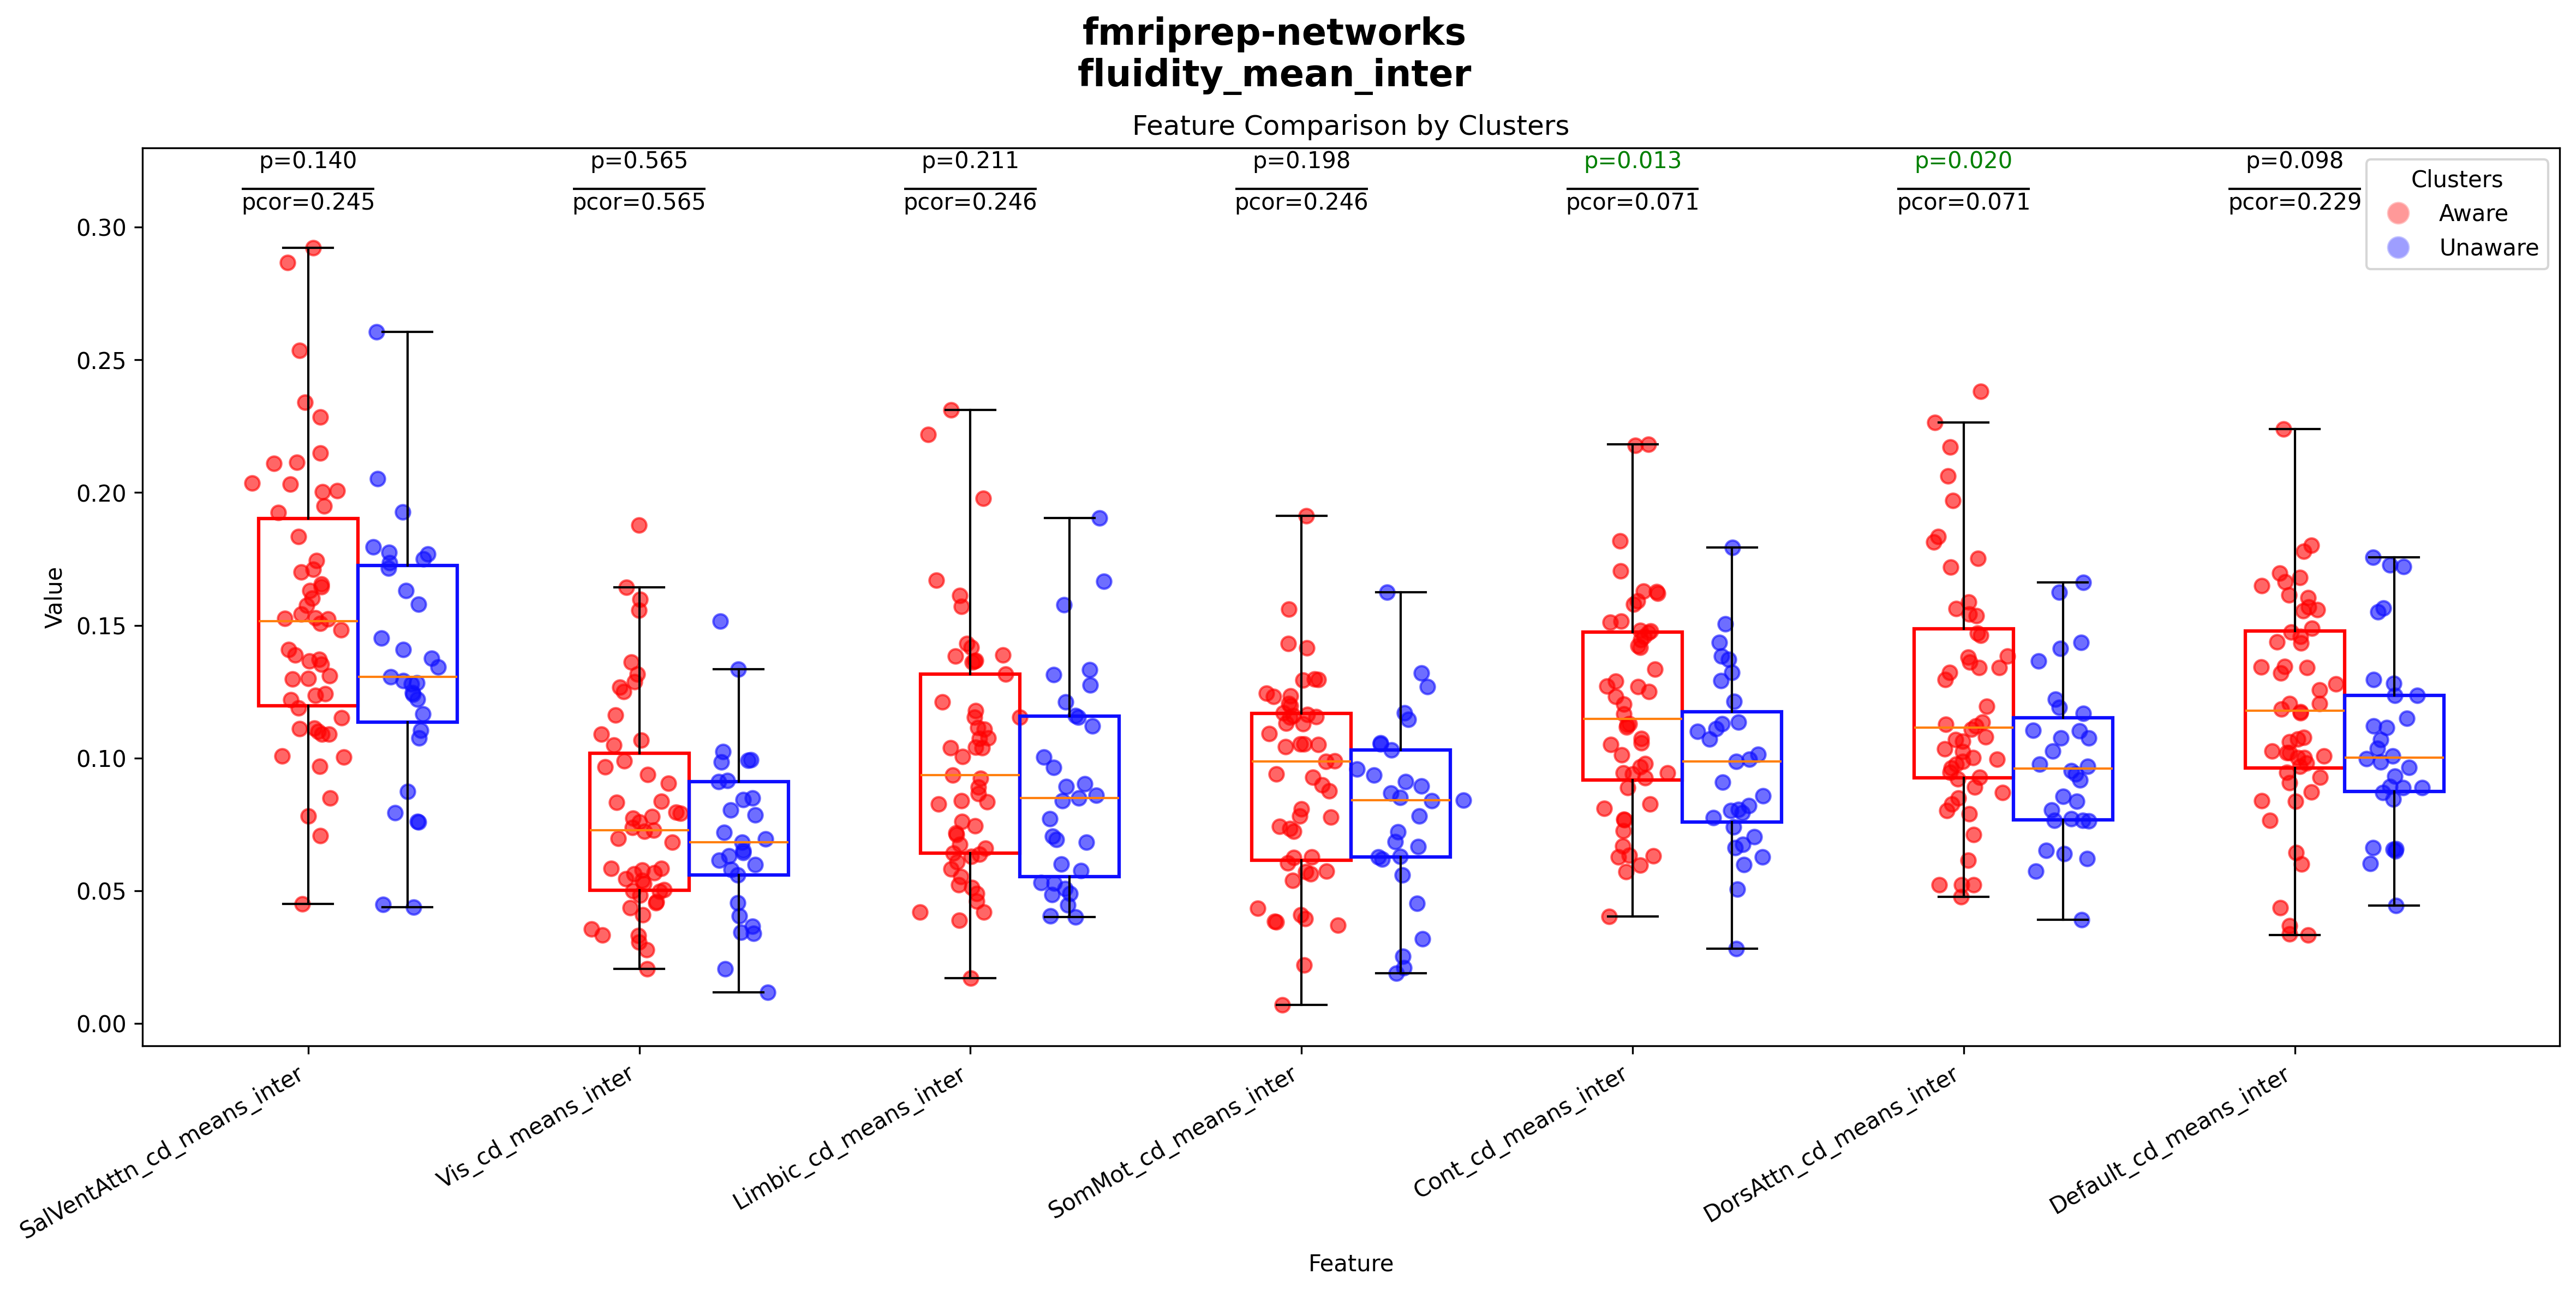 fmriprep-networks
fluidity_mean_inter
Feature Comparison by Clusters
p=0.140
pcor=0.245
p=0.565
pcor=0.565
p=0.211
pcor=0.246
p=0.198
pcor=0.246
p=0.013
pcor=0.071
p=0.020
pcor=0.071
p=0.098
pcor=0.229
Clusters
Aware
Unaware
Value
0.30
0.25
0.20
0.15
0.10
0.05
0.00
SalVentAttn_cd_means_inter
Vis_cd_means_inter
Limbic_cd_means_inter
SomMot_cd_means_inter
Cont_cd_means_inter
DorsAttn_cd_means_inter
Default_cd_means_inter
Feature